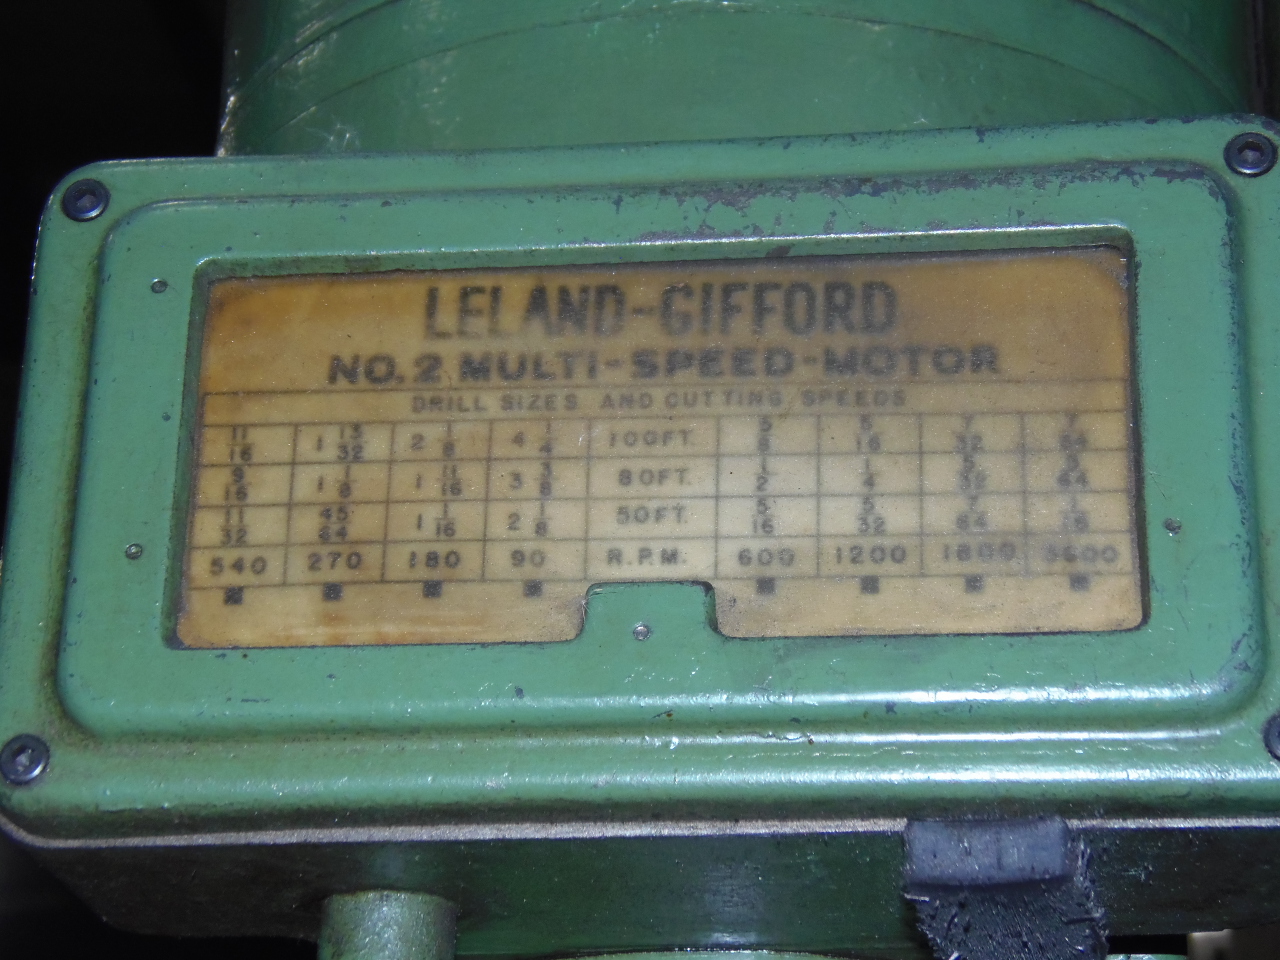 LELAND-GIFFORD
NO. 2 MULTI-SPEED-MOTOR
DRILL SIZES AND CUTTING SPEEDS
11/16 1 13/32 2 1/8 4 1/4 100FT. 5/8 5/16 7/32 7/64
9/16 1 1/8 1 11/16 3 3/8 80FT. 1/2 1/4 5/32 5/64
11/32 45/64 1 1/16 2 1/8 50FT. 5/16 5/32 7/64 1/16
540 270 180 90 R.P.M. 600 1200 1800 3600